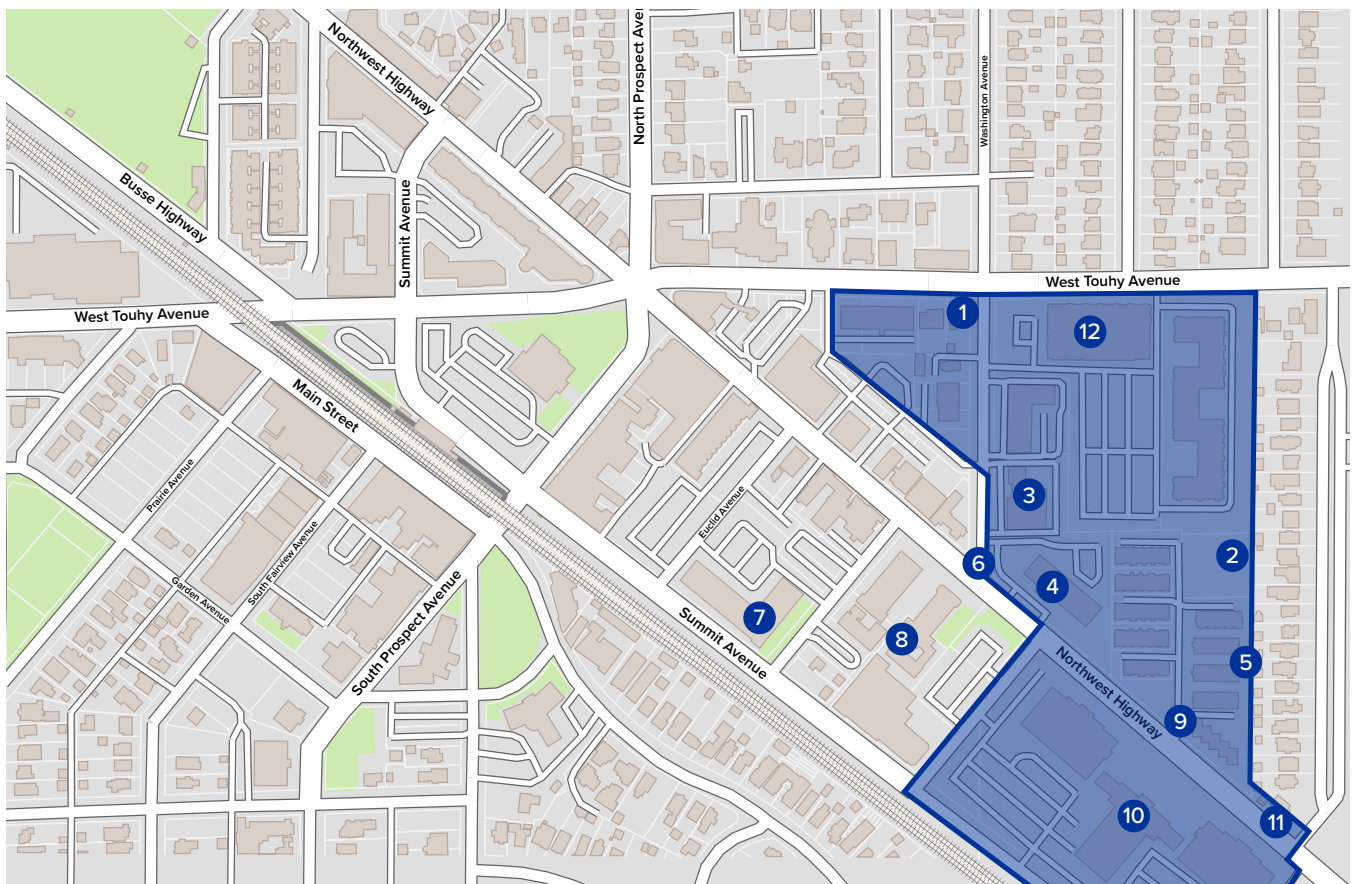 Northwest Highway
North Prospect Aven
Washington Avenue
Busse Highway
Summit Avenue
West Touhy Avenue
West Touhy Avenue
1
12
Main Street
Prairie Avenue
Euclid Avenue
3
South Fairview Avenue
2
6
Garden Avenue
4
South Prospect Avenue
7
Summit Avenue
8
Northwest Highway
5
9
10
11